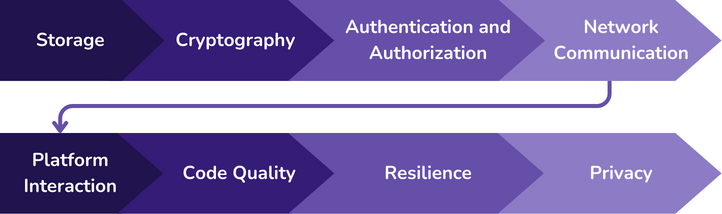 Storage
Cryptography
Authentication and
Authorization
Network
Communication
Platform
Interaction
Code Quality
Resilience
Privacy